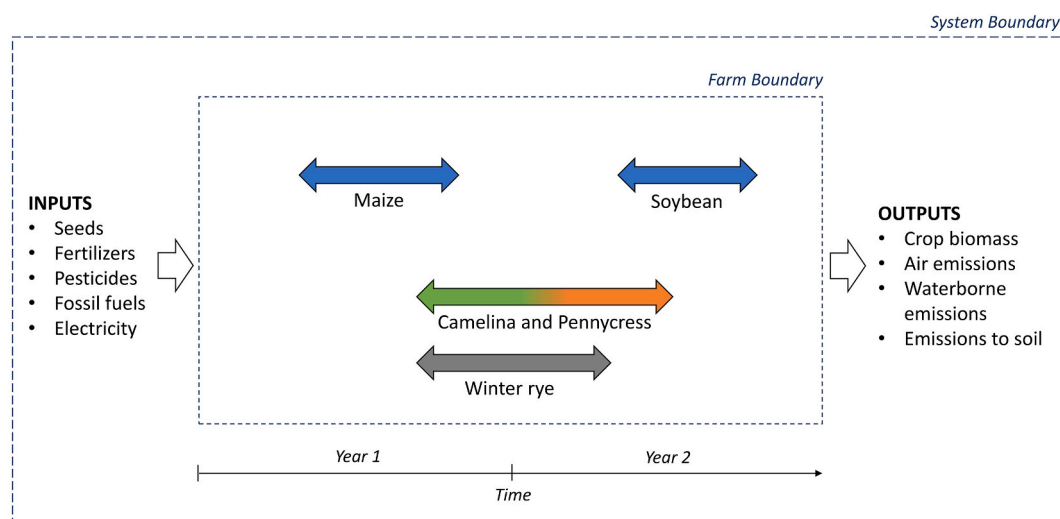 System Boundary
Farm Boundary
INPUTS
• Seeds
• Fertilizers
• Pesticides
• Fossil fuels
• Electricity
Maize
Soybean
Camelina and Pennycress
Winter rye
OUTPUTS
• Crop biomass
• Air emissions
• Waterborne
emissions
• Emissions to soil
Year 1
Year 2
Time